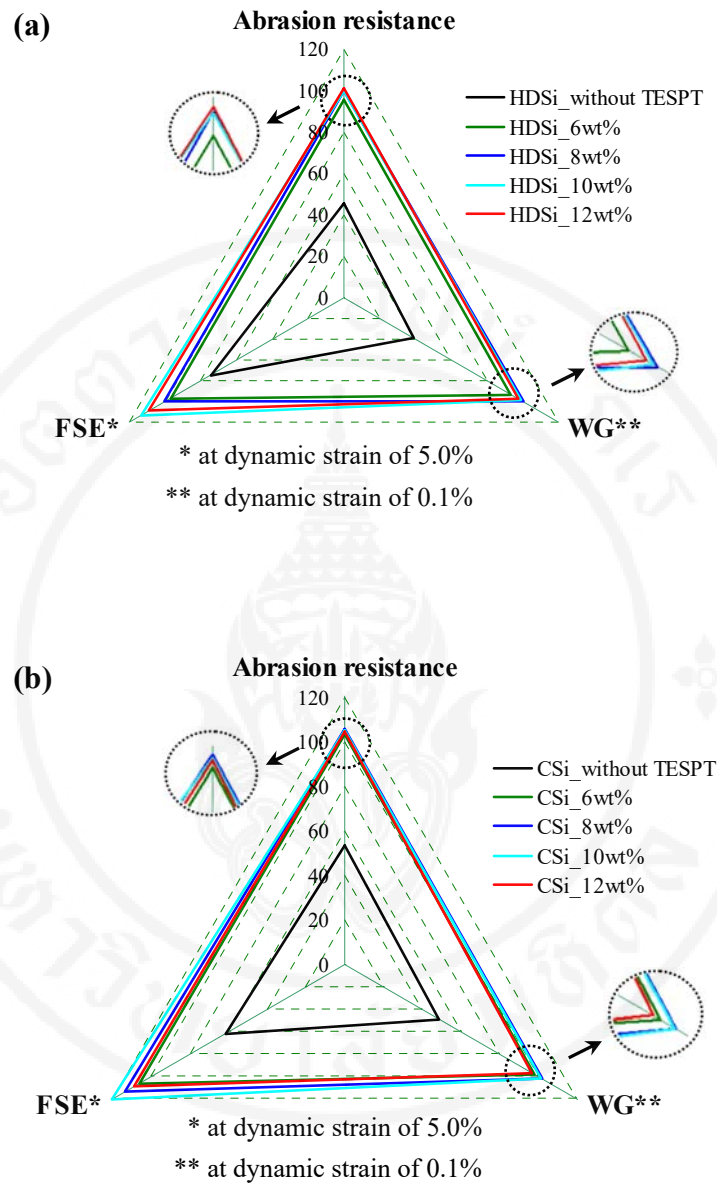 (a)
Abrasion resistance
120
100
80
60
40
20
0
HDSi_without TESPT
HDSi_6wt%
HDSi_8wt%
HDSi_10wt%
HDSi_12wt%
FSE*
WG**
* at dynamic strain of 5.0%
** at dynamic strain of 0.1%
(b)
Abrasion resistance
120
100
80
60
40
20
0
CSi_without TESPT
CSi_6wt%
CSi_8wt%
CSi_10wt%
CSi_12wt%
FSE*
WG**
* at dynamic strain of 5.0%
** at dynamic strain of 0.1%